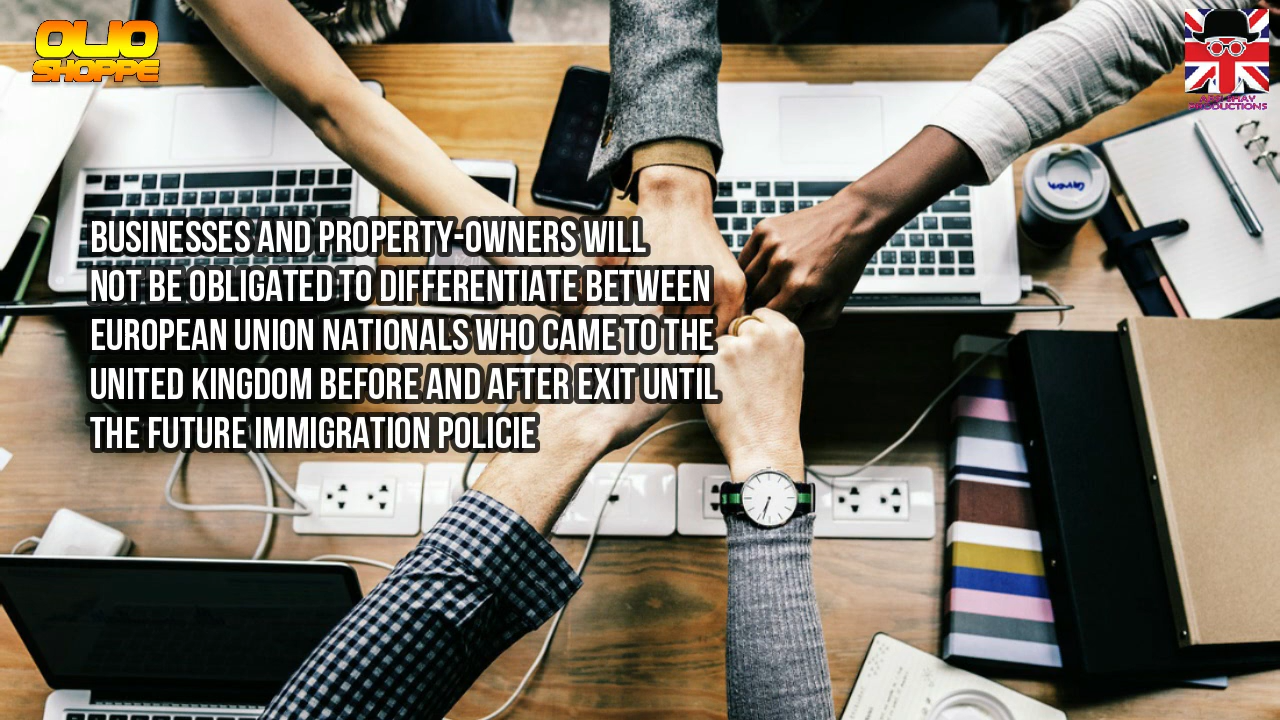 OLIO
SHOPPE
PRODUCTIONS
BUSINESSES AND PROPERTY-OWNERS WILL
NOT BE OBLIGATED TO DIFFERENTIATE BETWEEN
EUROPEAN UNION NATIONALS WHO CAME TO THE
UNITED KINGDOM BEFORE AND AFTER EXIT UNTIL
THE FUTURE IMMIGRATION POLICIE